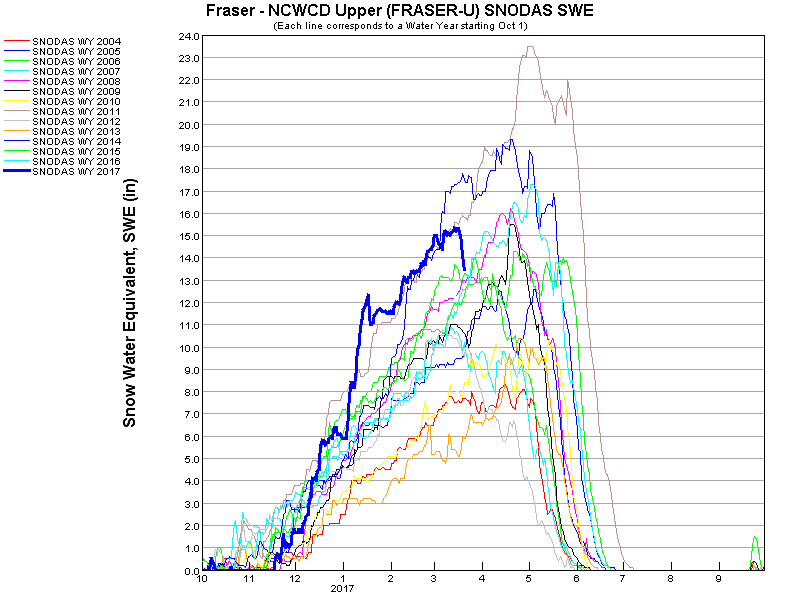 Fraser - NCWCD Upper (FRASER-U) SNODAS SWE
(Each line corresponds to a Water Year starting Oct 1)
SNODAS WY 2004
SNODAS WY 2005
SNODAS WY 2006
SNODAS WY 2007
SNODAS WY 2008
SNODAS WY 2009
SNODAS WY 2010
SNODAS WY 2011
SNODAS WY 2012
SNODAS WY 2013
SNODAS WY 2014
SNODAS WY 2015
SNODAS WY 2016
SNODAS WY 2017
Snow Water Equivalent, SWE (in)
24.0
23.0
22.0
21.0
20.0
19.0
18.0
17.0
16.0
15.0
14.0
13.0
12.0
11.0
10.0
9.0
8.0
7.0
6.0
5.0
4.0
3.0
2.0
1.0
0.0
10 11 12 1 2 3 4 5 6 7 8 9
2017